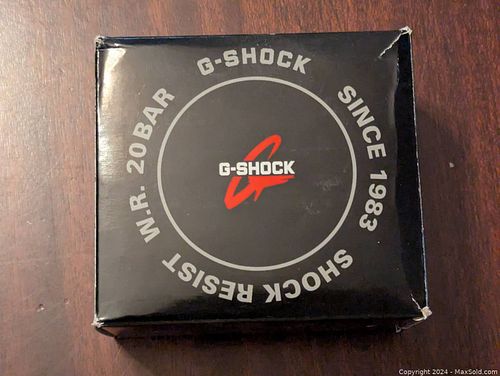 G-SHOCK
SINCE 1983
SHOCK RESIST
W.R. 20BAR
G-SHOCK
Copyright 2024 - MaxSold.com